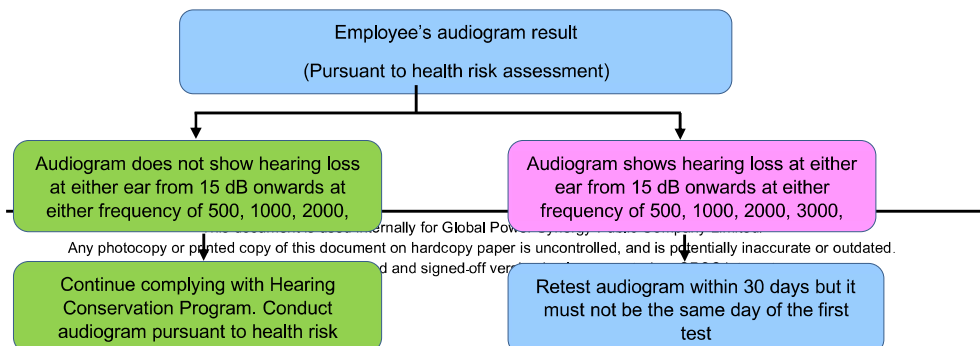 Employee's audiogram result
(Pursuant to health risk assessment)
Audiogram does not show hearing loss
at either ear from 15 dB onwards at
either frequency of 500, 1000, 2000,
Audiogram shows hearing loss at either
ear from 15 dB onwards at either
frequency of 500, 1000, 2000, 3000,
document is used internally for Global Power Synergy Public Company Limited
Any photocopy or printed copy of this document on hardcopy paper is uncontrolled, and is potentially inaccurate or outdated.
and signed-off
Continue complying with Hearing
Conservation Program. Conduct
audiogram pursuant to health risk
Retest audiogram within 30 days but it
must not be the same day of the first
test